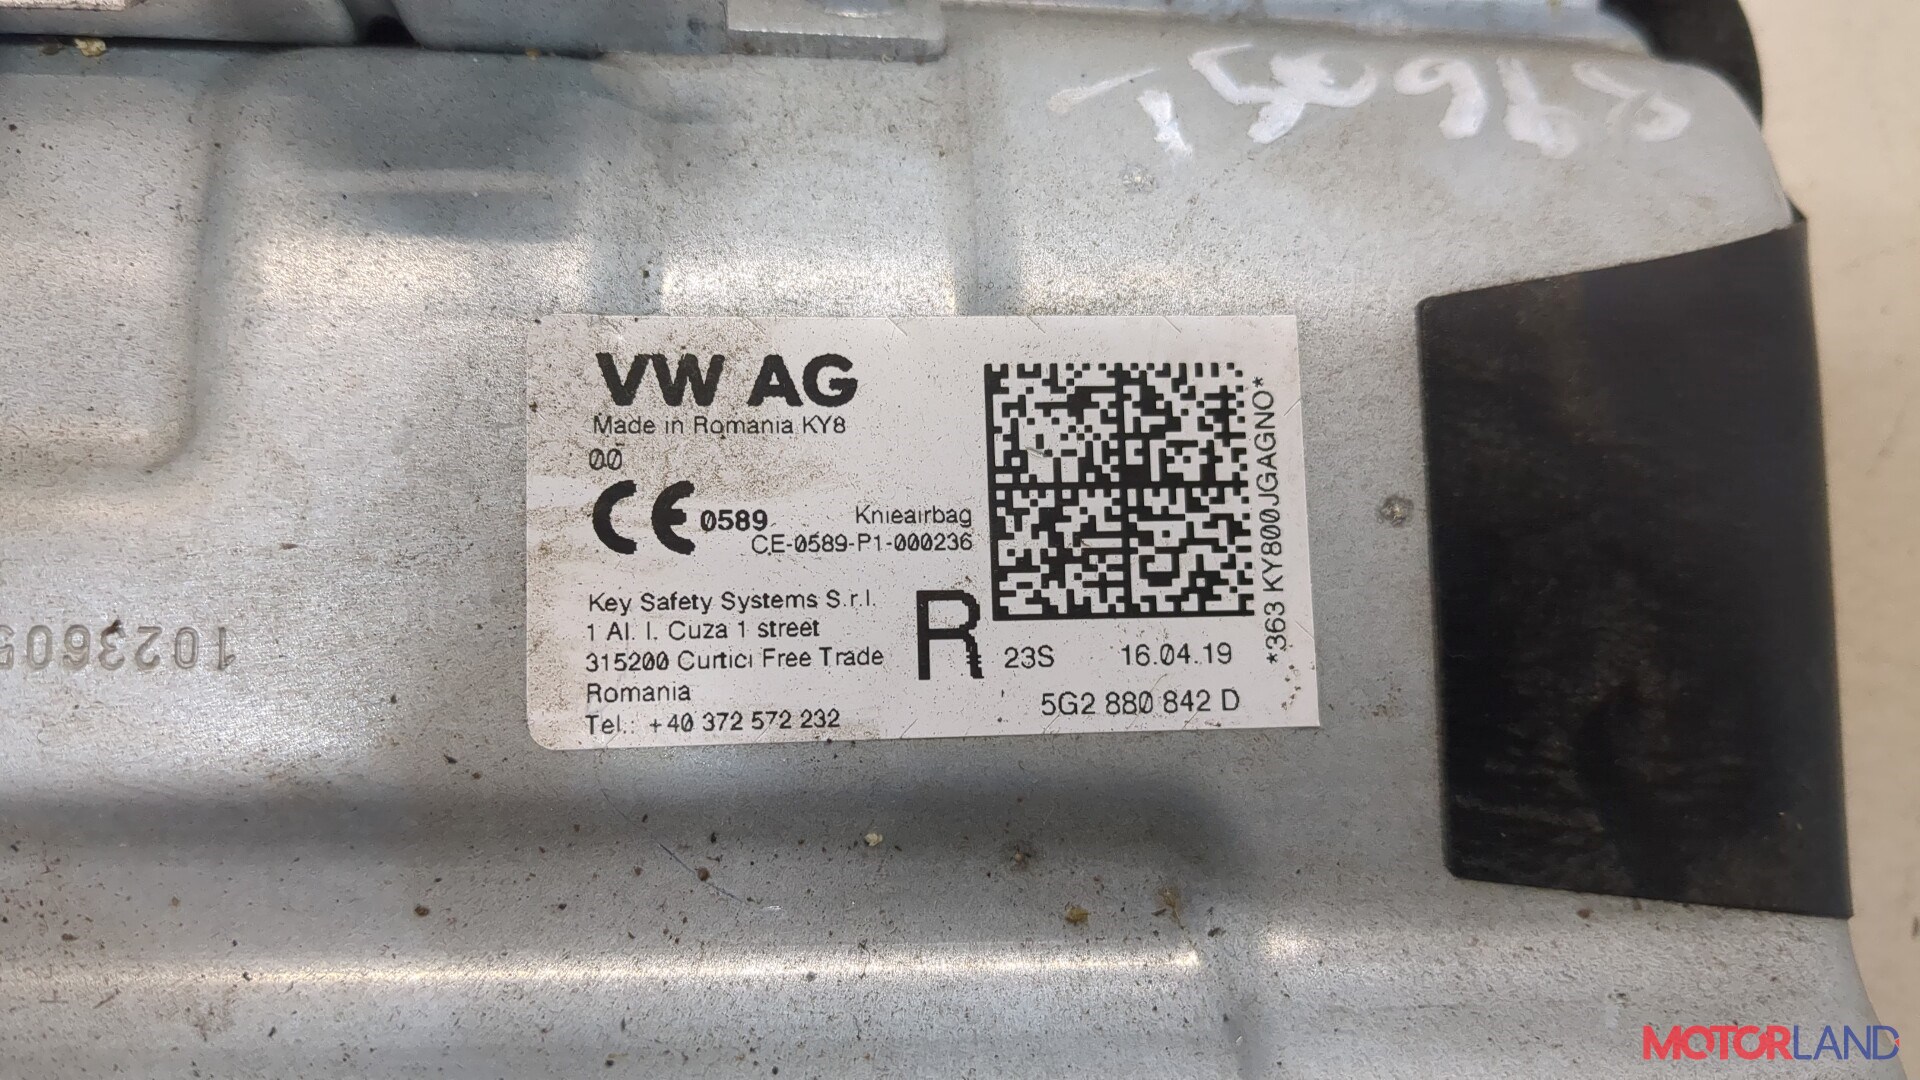 VW AG
Made in Romania KY8
00
CE 0589
Knieairbag
CE-0589-P1-000236
Key Safety Systems S.r.l.
1 Al. I. Cuza 1 street
315200 Curtici Free Trade
Romania
Tel.: +40 372 572 232
R
23S 16.04.19
5G2 880 842 D
*363 KY800JGAGNO*
MOTORLAND